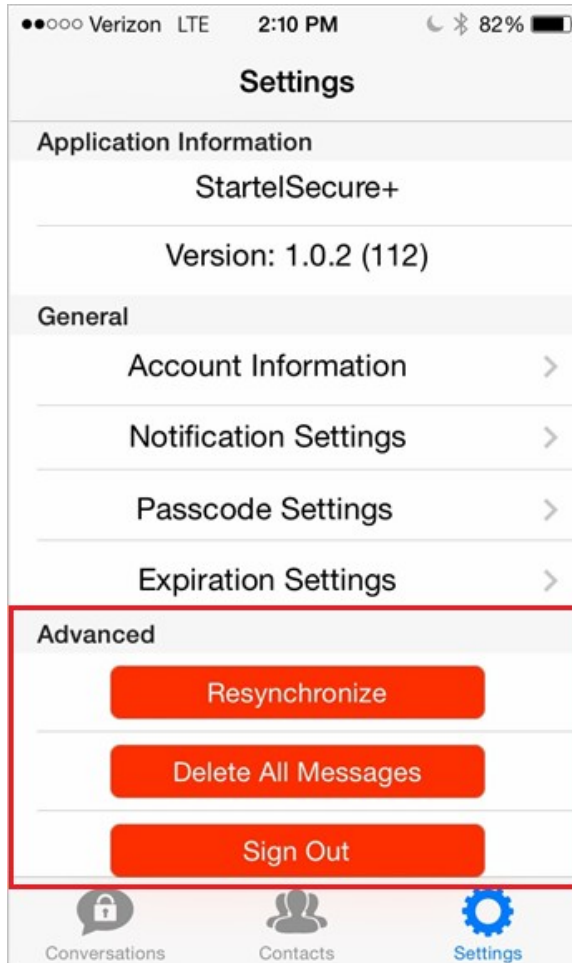 ●●○○○ Verizon LTE 2:10 PM 82%
Settings
Application Information
StartelSecure+
Version: 1.0.2 (112)
General
Account Information
Notification Settings
Passcode Settings
Expiration Settings
Advanced
Resynchronize
Delete All Messages
Sign Out
Conversations Contacts Settings